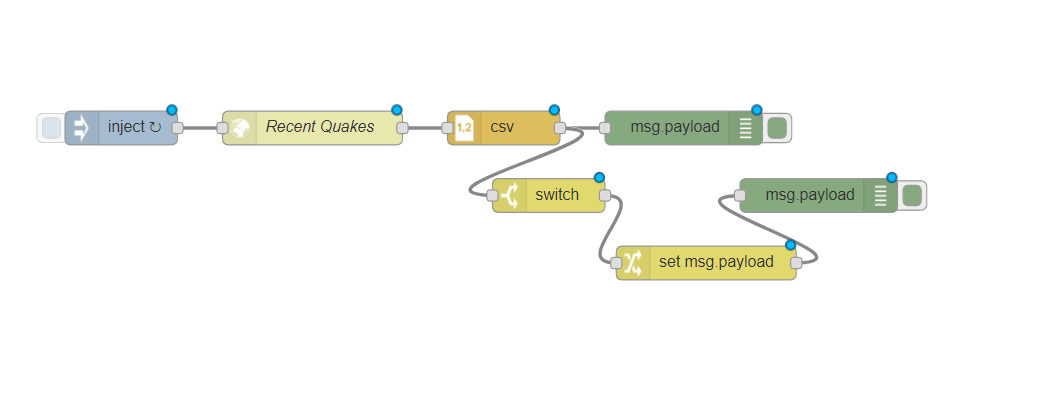 inject ↻
Recent Quakes
1,2
csv
msg.payload
switch
msg.payload
set msg.payload